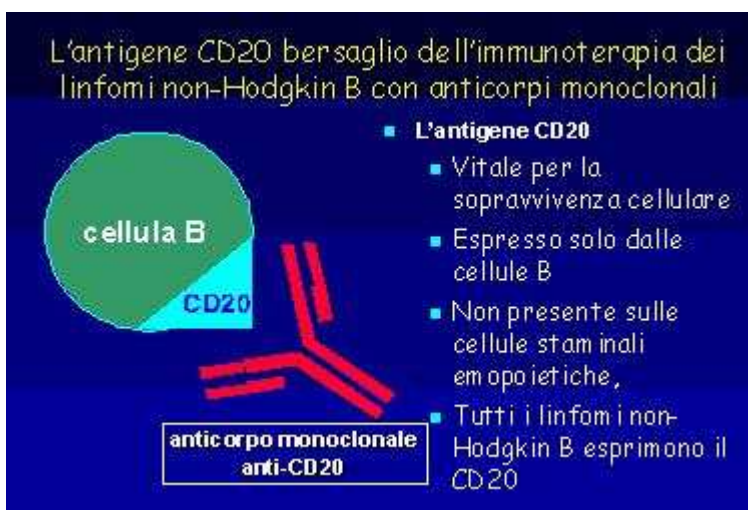 L'antigene CD20 bersaglio dell'immunoterapia dei
linfomi non-Hodgkin B con anticorpi monoclonali
cellula B
CD20
anticorpo monoclonale
anti-CD20
L'antigene CD20
Vitale per la
sopravvivenza cellulare
Espresso solo dalle
cellule B
Non presente sulle
cellule staminali
emopoietiche,
Tutti i linfomi non-
Hodgkin B esprimono il
CD20